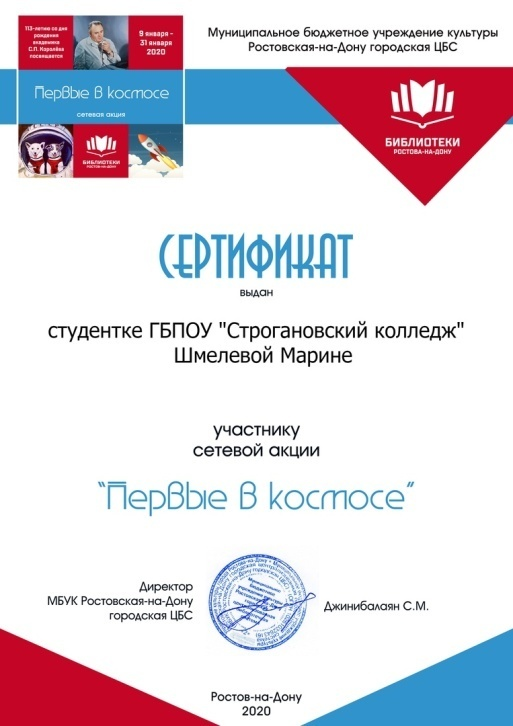 113-летию со дня
рождения
академика
С.П. Королёва
посвящается
9 января -
31 января
2020
Первые в космосе
сетевая акция
БИБЛИОТЕКИ
РОСТОВА-НА-ДОНУ
Муниципальное бюджетное учреждение культуры
Ростовская-на-Дону городская ЦБС
БИБЛИОТЕКИ
РОСТОВА-НА-ДОНУ
СЕРТИФИКАТ
выдан
студентке ГБПОУ "Строгановский колледж"
Шмелевой Марине
участнику
сетевой акции
“Первые в космосе”
Директор
МБУК Ростовская-на-Дону
городская ЦБС
Джинибалаян С.М.
Ростов-на-Дону
2020